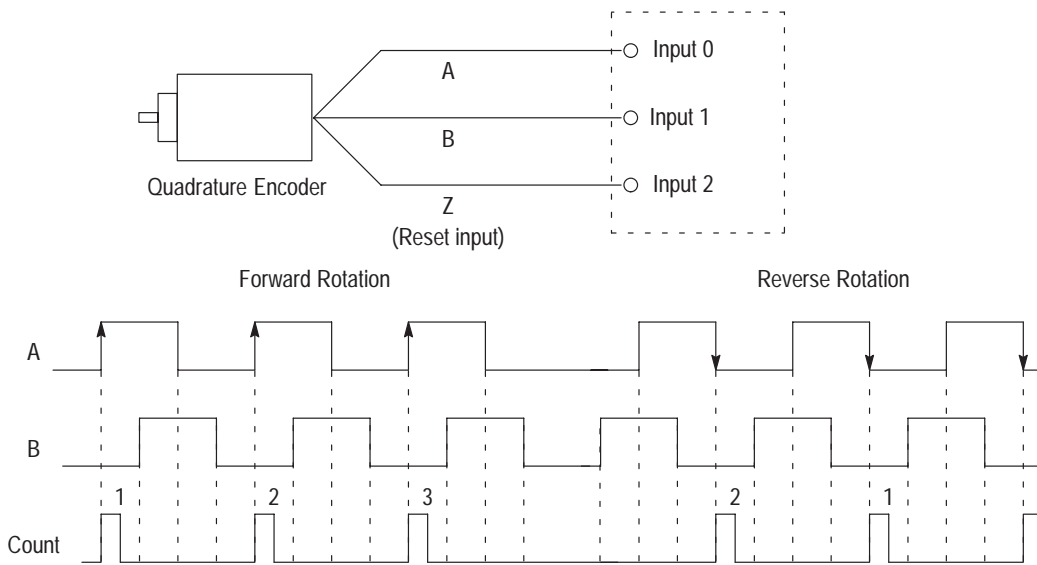 Input 0
A
Input 1
B
Quadrature Encoder
Input 2
Z
(Reset input)
Forward Rotation
Reverse Rotation
A
B
1
2
3
2
1
Count